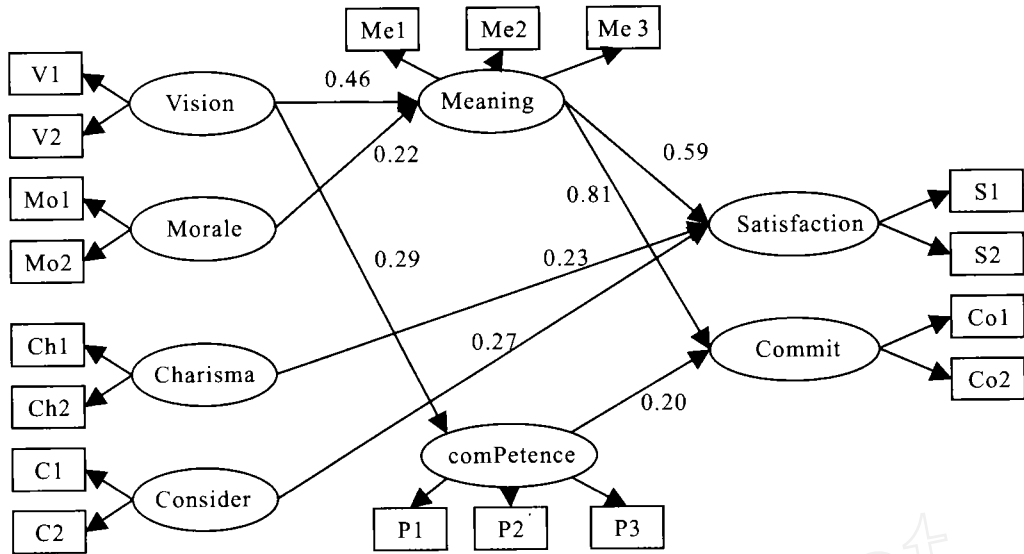 Me1
Me2
Me3
V1
Vision
0.46
Meaning
V2
0.22
0.59
Mo1
Morale
0.81
S1
Satisfaction
Mo2
0.29
0.23
S2
Ch1
Charisma
0.27
Commit
Co1
Ch2
0.20
Co2
C1
Consider
comPetence
C2
P1
P2
P3